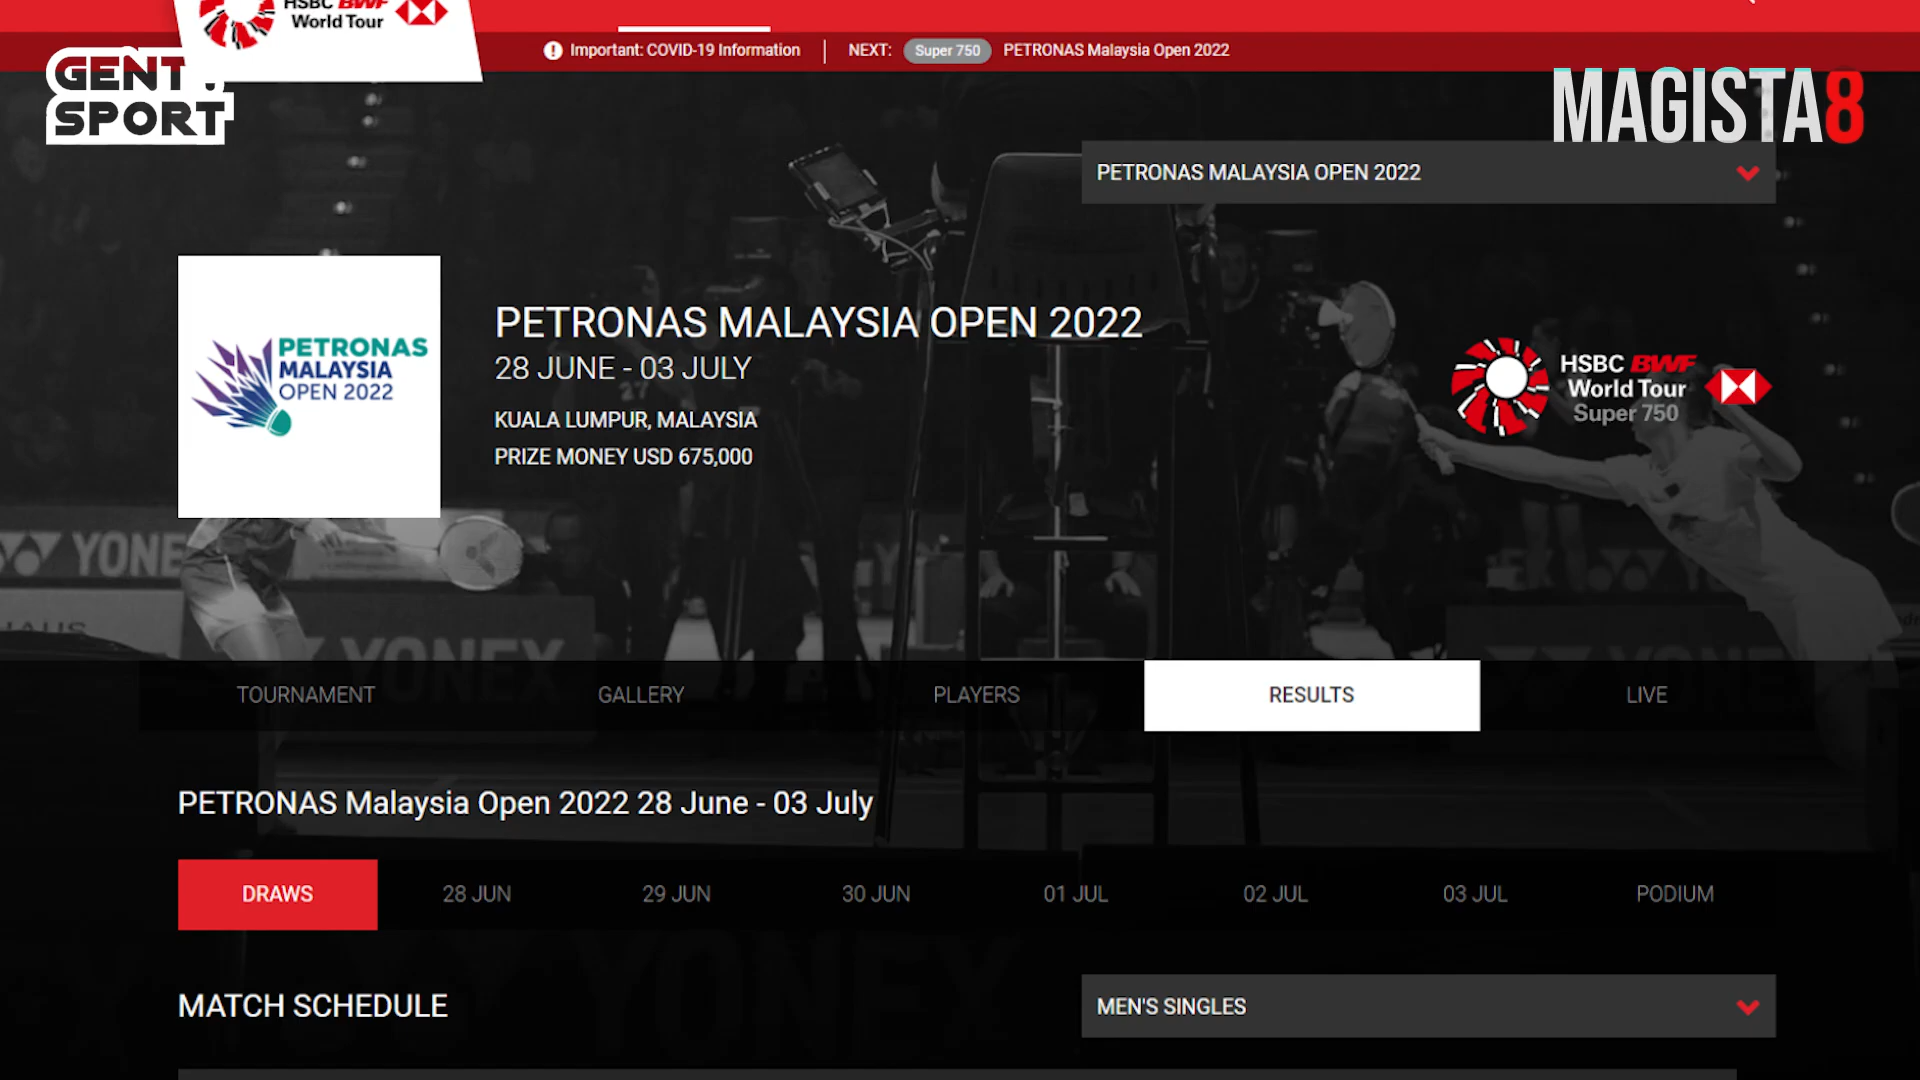 HSBC BWF
World Tour
Important: COVID-19 Information
NEXT: Super 750 PETRONAS Malaysia Open 2022
GENT
SPORT
MAGISTA8
PETRONAS MALAYSIA OPEN 2022
PETRONAS
MALAYSIA
OPEN 2022
PETRONAS MALAYSIA OPEN 2022
28 JUNE - 03 JULY
KUALA LUMPUR, MALAYSIA
PRIZE MONEY USD 675,000
HSBC BWF
World Tour
Super 750
YONE
YONEX
TOURNAMENT GALLERY PLAYERS RESULTS LIVE
PETRONAS Malaysia Open 2022 28 June - 03 July
DRAWS 28 JUN 29 JUN 30 JUN 01 JUL 02 JUL 03 JUL PODIUM
MATCH SCHEDULE
MEN'S SINGLES